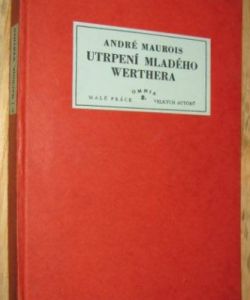 ANDRÉ MAUROIS
UTRPENÍ MLADÉHO
WERTHERA
OMNIA
MALÉ PRÁCE 2. VELKÝCH AUTORŮ